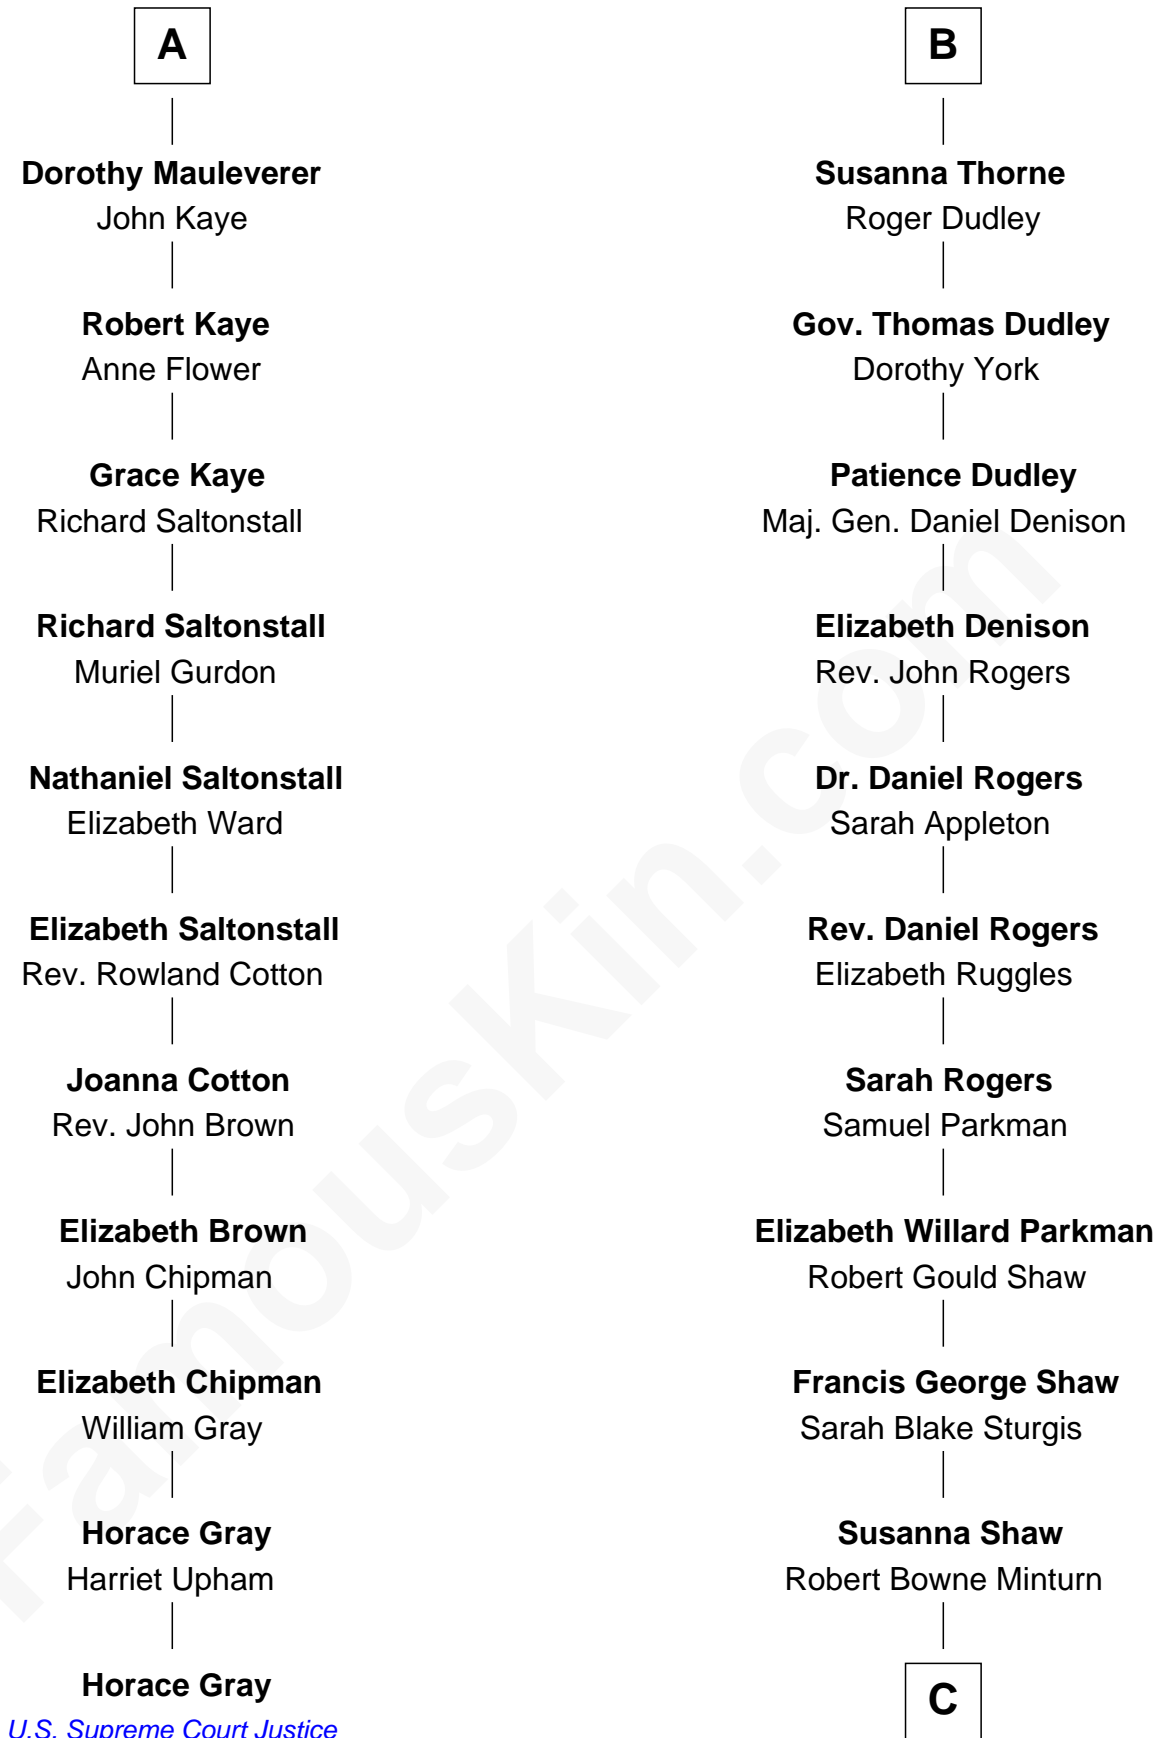 A
Dorothy Mauleverer
John Kaye
Robert Kaye
Anne Flower
Grace Kaye
Richard Saltonstall
Richard Saltonstall
Muriel Gurdon
Nathaniel Saltonstall
Elizabeth Ward
Elizabeth Saltonstall
Rev. Rowland Cotton
Joanna Cotton
Rev. John Brown
Elizabeth Brown
John Chipman
Elizabeth Chipman
William Gray
Horace Gray
Harriet Upham
Horace Gray
U.S. Supreme Court Justice
B
Susanna Thorne
Roger Dudley
Gov. Thomas Dudley
Dorothy York
Patience Dudley
Maj. Gen. Daniel Denison
Elizabeth Denison
Rev. John Rogers
Dr. Daniel Rogers
Sarah Appleton
Rev. Daniel Rogers
Elizabeth Ruggles
Sarah Rogers
Samuel Parkman
Elizabeth Willard Parkman
Robert Gould Shaw
Francis George Shaw
Sarah Blake Sturgis
Susanna Shaw
Robert Bowne Minturn
C
FamousKin.com